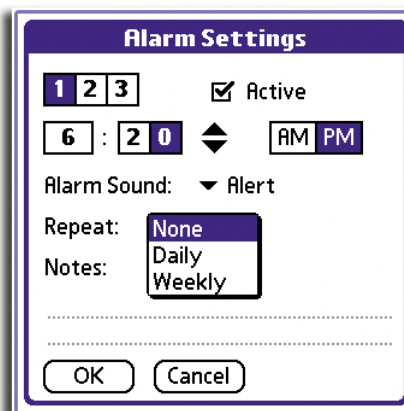 Alarm Settings
1 2 3 Active
6 : 2 0 AM PM
Alarm Sound: Alert
Repeat: None
Daily
Notes:
Weekly
OK Cancel